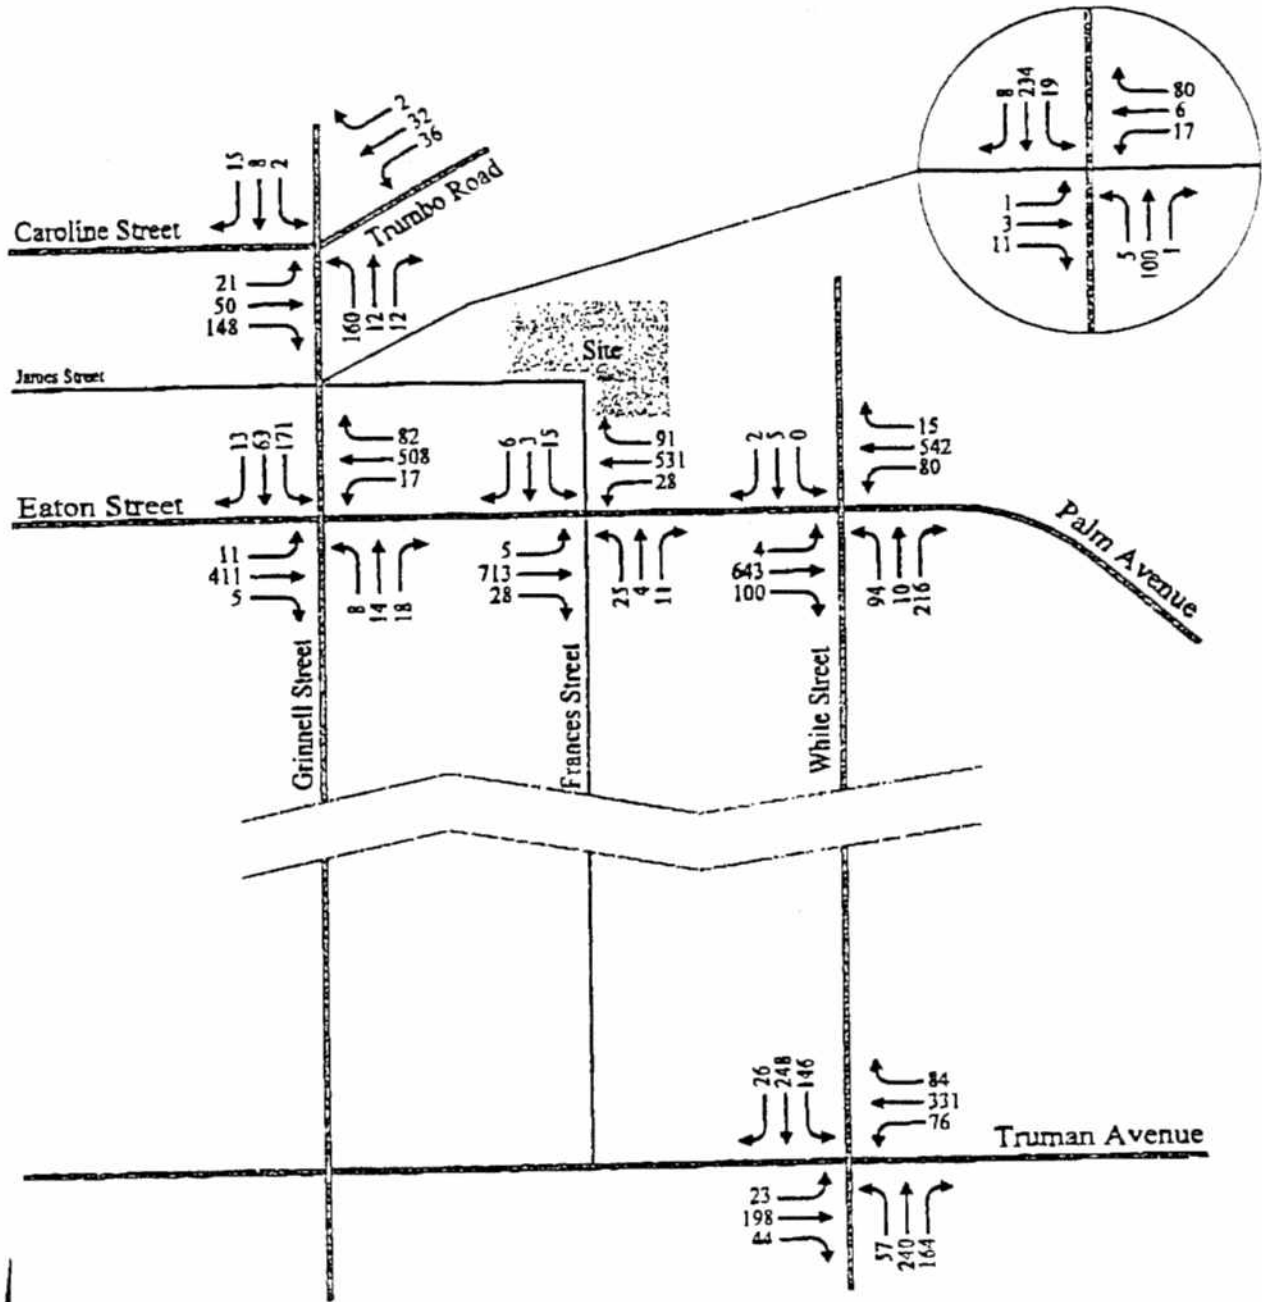 8 234 19
80
6
17
1
3
11
5 100 1
2
32
36
15 8 2
Trumbo Road
Caroline Street
21
50
148
160 12 12
Site
James Street
13 63 171
82
508
17
6 3 15
91
531
28
2 5 0
15
542
80
Eaton Street
Palm Avenue
11
411
5
8 14 18
5
713
28
25 4 11
4
643
100
94 10 216
Grinnell Street
Frances Street
White Street
26 248 146
84
331
76
Truman Avenue
23
198
44
57 240 164